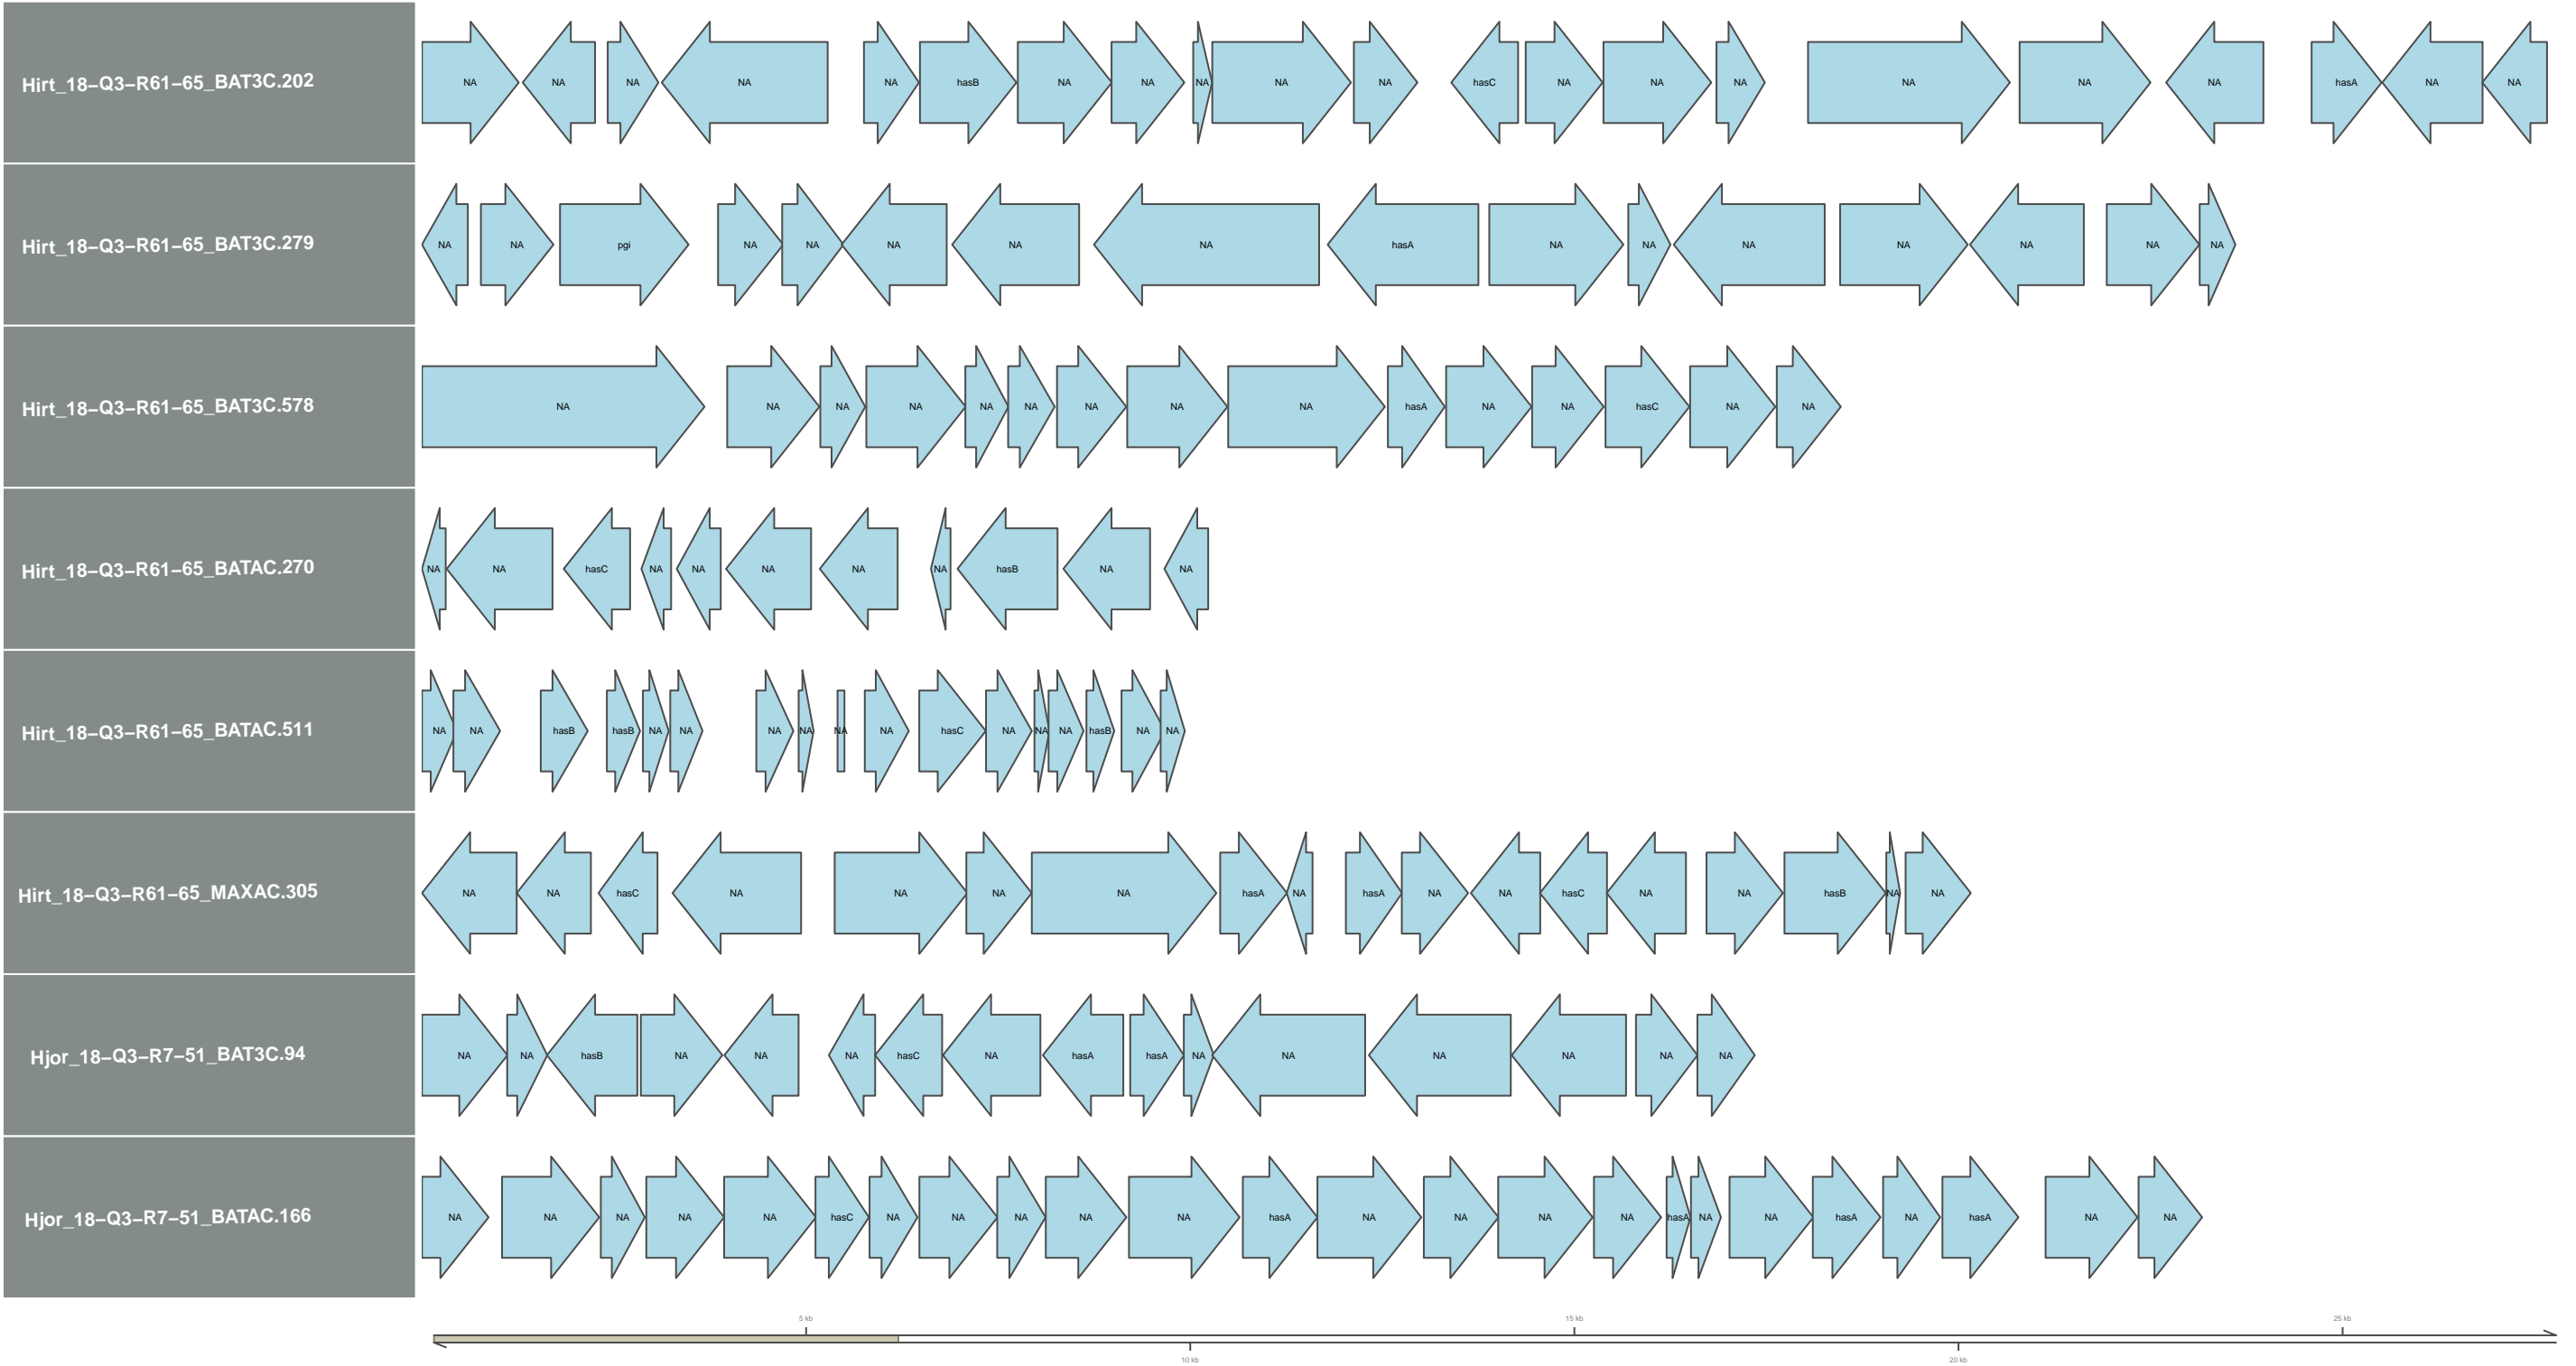 Hirt_18–Q3–R61–65_BAT3C.202 NA NA NA NA NA hasB NA NA NA NA NA hasC NA NA NA NA NA NA hasA NA NA
Hirt_18–Q3–R61–65_BAT3C.279 NA NA pgi NA NA NA NA NA hasA NA NA NA NA NA NA NA
Hirt_18–Q3–R61–65_BAT3C.578 NA NA NA NA NA NA NA NA NA hasA NA NA hasC NA NA
Hirt_18–Q3–R61–65_BATAC.270 NA NA hasC NA NA NA NA NA hasB NA NA
Hirt_18–Q3–R61–65_BATAC.511 NA NA hasB hasB NA NA NA NA NA NA hasC NA NA NA hasB NA NA
Hirt_18–Q3–R61–65_MAXAC.305 NA NA hasC NA NA NA NA hasA NA hasA NA NA hasC NA NA hasB NA NA
Hjor_18–Q3–R7–51_BAT3C.94 NA NA hasB NA NA NA hasC NA hasA hasA NA NA NA NA NA NA
Hjor_18–Q3–R7–51_BATAC.166 NA NA NA NA NA hasC NA NA NA NA NA hasA NA NA NA NA hasA NA NA hasA NA hasA NA NA
5 kb 15 kb 25 kb
10 kb 20 kb